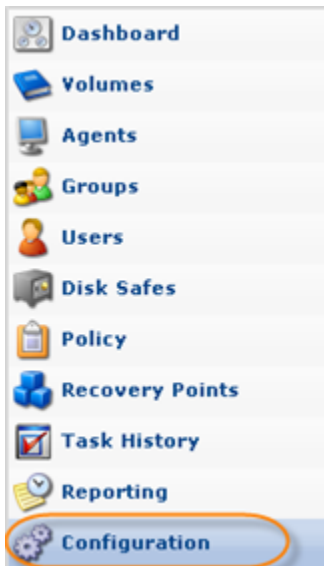 Dashboard
Volumes
Agents
Groups
Users
Disk Safes
Policy
Recovery Points
Task History
Reporting
Configuration